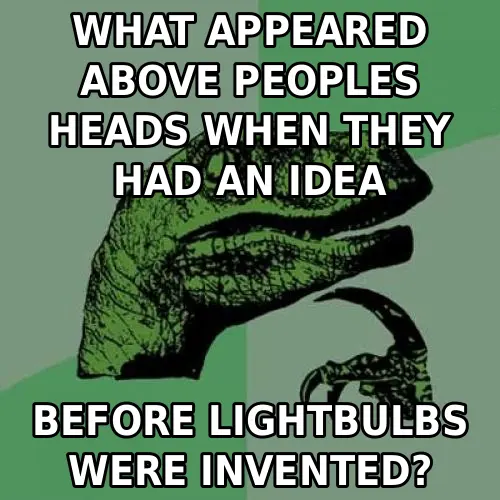 WHAT APPEARED
ABOVE PEOPLES
HEADS WHEN THEY
HAD AN IDEA
BEFORE LIGHTBULBS
WERE INVENTED?